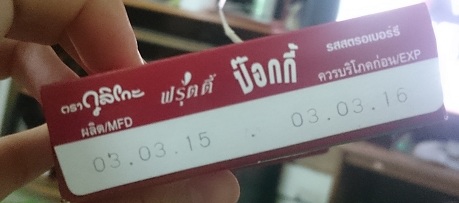 ตรากูลิโกะ ฟรุตตี้ ป๊อกกี้ รสสตรอเบอร์รี่
ผลิต/MFD ควรบริโภคก่อน/EXP
03.03.15 . 03.03.16